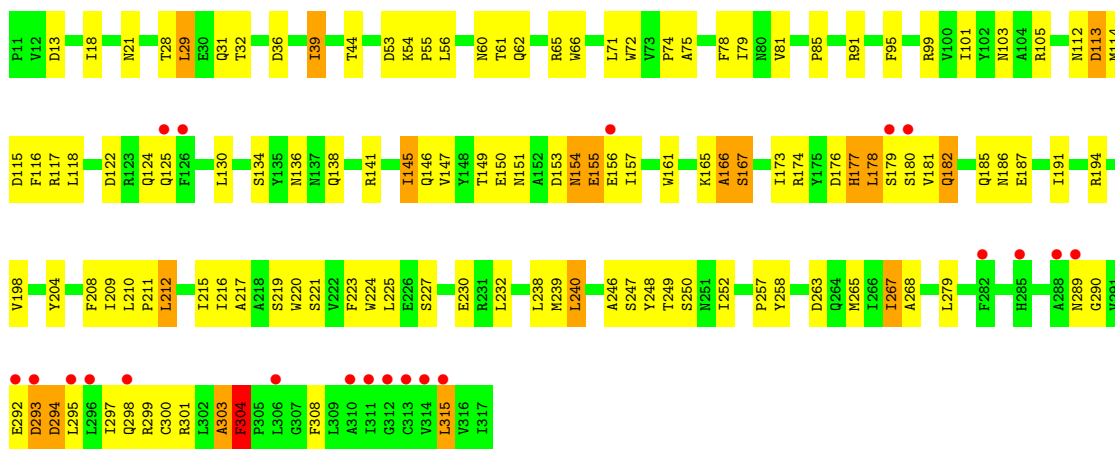 P11 V12 D13 I18 N21 T28 L29 E30 Q31 T32 D36 I39 T44 D53 K54 P55 L56 N60 T61 Q62 R65 W66 L71 W72 V73 P74 A75 F78 I79 N80 V81 P85 R91 F95 R99 V100 I101 Y102 N103 A104 R105 N112 D113 M114
D115 F116 R117 L118 D122 R123 Q124 Q125 F126 L130 S134 Y135 N136 N137 Q138 R141 I145 Q146 V147 Y148 T149 E150 N151 A152 D153 N154 E155 E156 I157 W161 K165 A166 S167 I173 R174 Y175 D176 H177 L178 S179 S180 V181 Q182 Q185 N186 E187 I191 R194
V198 Y204 F208 I209 L210 P211 L212 I215 I216 A217 A218 S219 W220 S221 V222 F223 W224 L225 E226 S227 E230 R231 L232 L238 M239 L240 A246 S247 Y248 T249 S250 N251 I252 P257 Y258 D263 Q264 M265 I266 I267 A268 L279 F282 H285 A288 N289 G290
E292 D293 D294 L295 L296 I297 Q298 R299 C300 R301 L302 A303 F304 P305 L306 G307 F308 L309 A310 I311 G312 C313 V314 L315 V316 I317